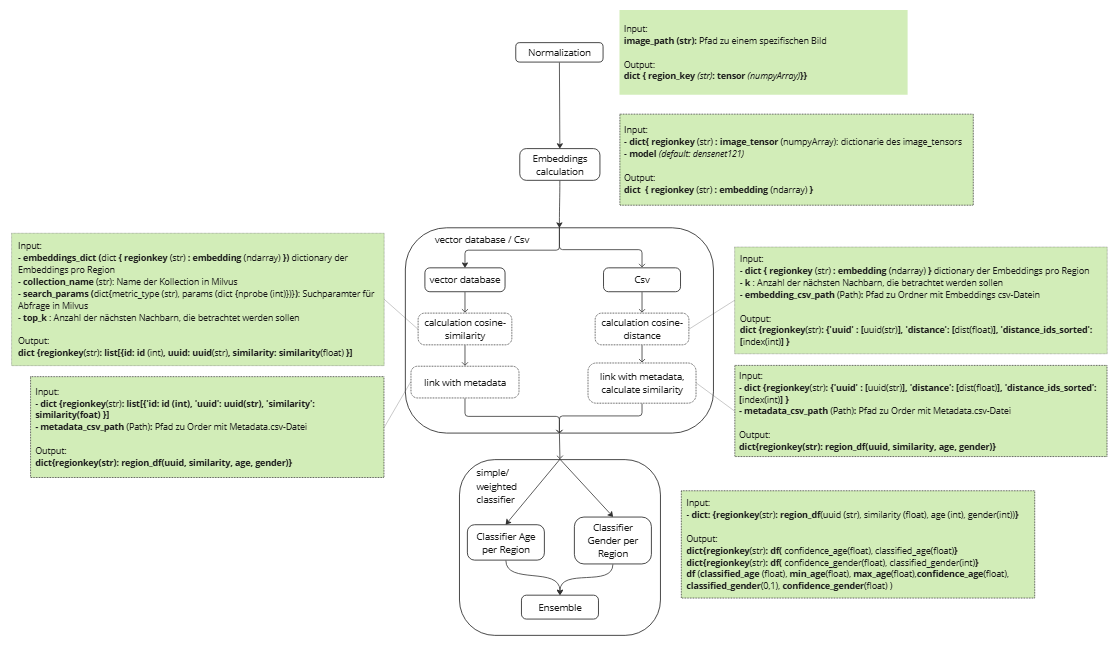 Normalization
Input:
image_path (str): Pfad zu einem spezifischen Bild
Output:
dict { region_key (str): tensor (numpyArray)}}
Embeddings
calculation
Input:
- dict{ regionkey (str) : image_tensor (numpyArray): dictionarie des image_tensors
- model (default: densenet121)
Output:
dict  { regionkey (str) : embedding (ndarray) }
vector database / Csv
vector database
Csv
calculation cosine-
similarity
calculation cosine-
distance
link with metadata
link with metadata,
calculate similarity
Input:
- embeddings_dict (dict { regionkey (str) : embedding (ndarray) }) dictionary der
Embeddings pro Region
- collection_name (str): Name der Kollection in Milvus
- search_params (dict{metric_type (str), params (dict {nprobe (int)})}): Suchparamter für
Abfrage in Milvus
- top_k : Anzahl der nächsten Nachbarn, die betrachtet werden sollen
Output:
dict {regionkey(str): list[{id: id (int), uuid: uuid(str), similarity: similarity(float) }]
Input:
- dict {regionkey(str): list[{'id: id (int), 'uuid': uuid(str), 'similarity':
similarity(foat) }]
- metadata_csv_path (Path): Pfad zu Order mit Metadata.csv-Datei
Output:
dict{regionkey(str): region_df(uuid, similarity, age, gender)}
Input:
- dict { regionkey (str) : embedding (ndarray) } dictionary der Embeddings pro Region
- k : Anzahl der nächsten Nachbarn, die betrachtet werden sollen
- embedding_csv_path (Path): Pfad zu Ordner mit Embeddings csv-Datein
Output:
dict {regionkey(str): {'uuid' : [uuid(str)], 'distance': [dist(float)], 'distance_ids_sorted':
[index(int)] }
Input:
- dict {regionkey(str): {'uuid' : [uuid(str)], 'distance': [dist(float)], 'distance_ids_sorted':
[index(int)] }
- metadata_csv_path (Path): Pfad zu Order mit Metadata.csv-Datei
Output:
dict{regionkey(str): region_df(uuid, similarity, age, gender)}
simple/
weighted
classifier
Classifier Age
per Region
Classifier
Gender per
Region
Ensemble
Input:
- dict: {regionkey(str): region_df(uuid (str), similarity (float), age (int), gender(int))}
Output:
dict{regionkey(str): df( confidence_age(float), classified_age(float)}
dict{regionkey(str): df( confidence_gender(float), classified_gender(int)}
df (classified_age (float), min_age(float), max_age(float),confidence_age(float),
classified_gender(0,1), confidence_gender(float) )